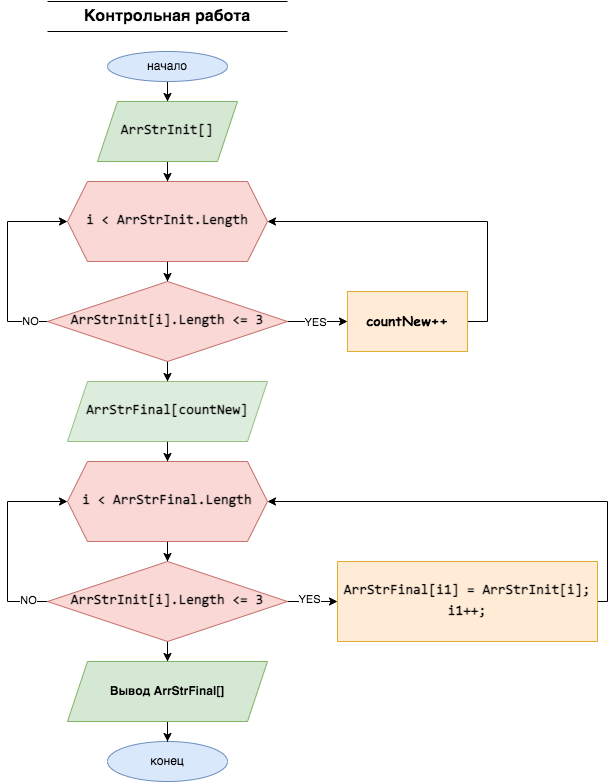 Контрольная работа
начало
ArrStrInit[]
i < ArrStrInit.Length
ArrStrInit[i].Length <= 3
NO
YES
countNew++
ArrStrFinal[countNew]
i < ArrStrFinal.Length
ArrStrInit[i].Length <= 3
NO
YES
ArrStrFinal[i1] = ArrStrInit[i];
i1++;
Вывод ArrStrFinal[]
конец